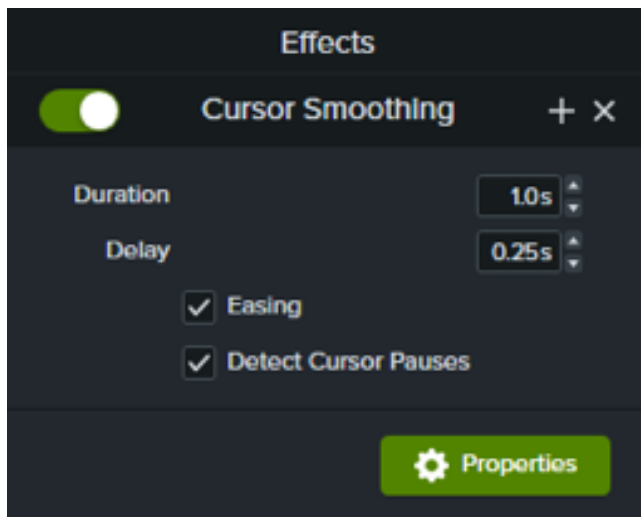 Effects
Cursor Smoothing
Duration 1.0s
Delay 0.25s
Easing
Detect Cursor Pauses
Properties